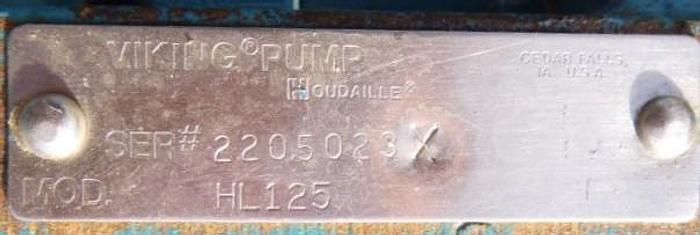 VIKING® PUMP
HOUDAILLE®
CEDAR FALLS,
IA. U.S.A.
SER# 2205023 X
MOD. HL125